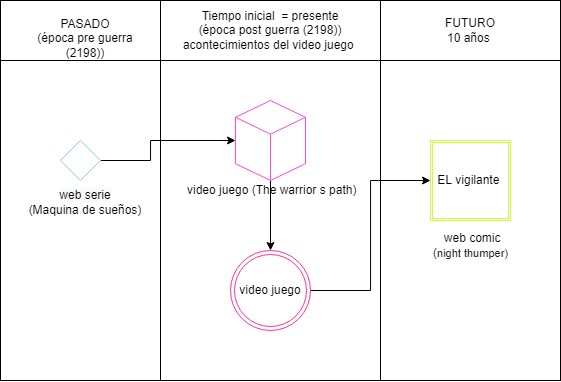 PASADO
(época pre guerra
(2198))
Tiempo inicial = presente
(época post guerra (2198))
acontecimientos del video juego
FUTURO
10 años
web serie
(Maquina de sueños)
video juego (The warrior s path)
video juego
EL vigilante
web comic
(night thumper)